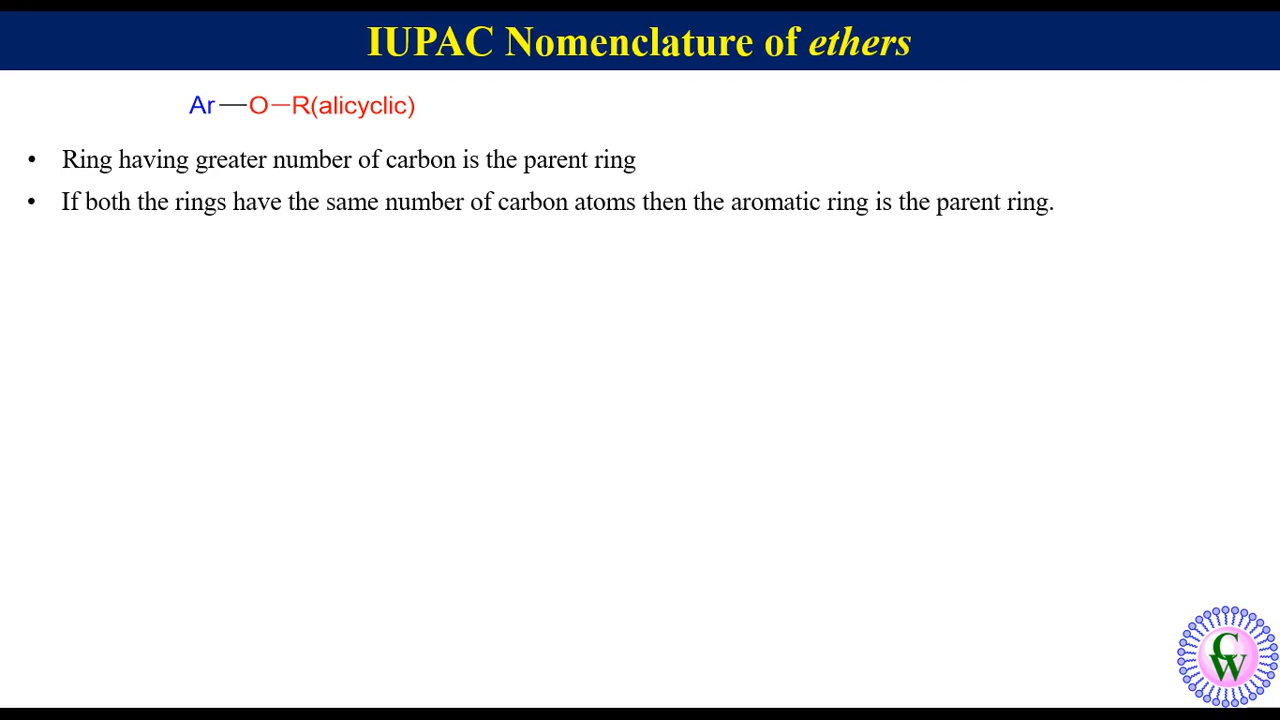 IUPAC Nomenclature of ethers
Ar—O—R(alicyclic)
• Ring having greater number of carbon is the parent ring
• If both the rings have the same number of carbon atoms then the aromatic ring is the parent ring.
CW